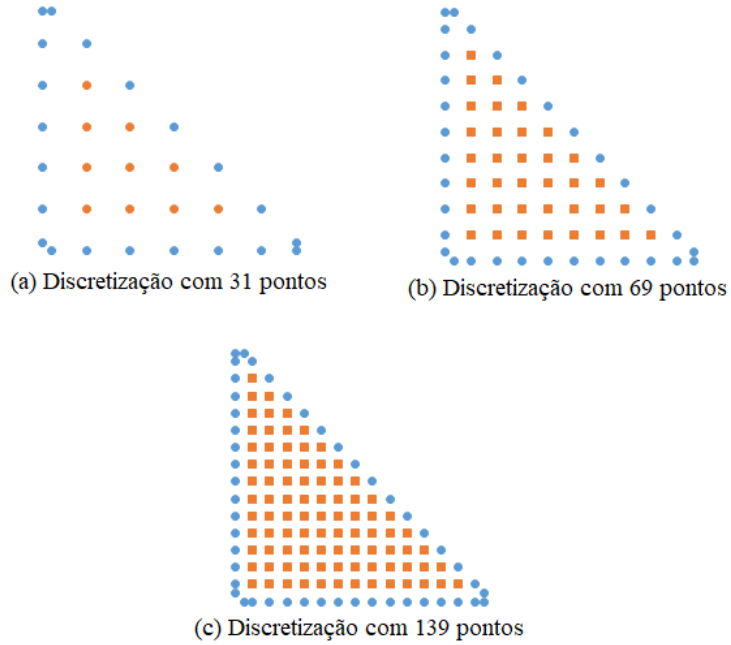 (a) Discretização com 31 pontos
(b) Discretização com 69 pontos
(c) Discretização com 139 pontos